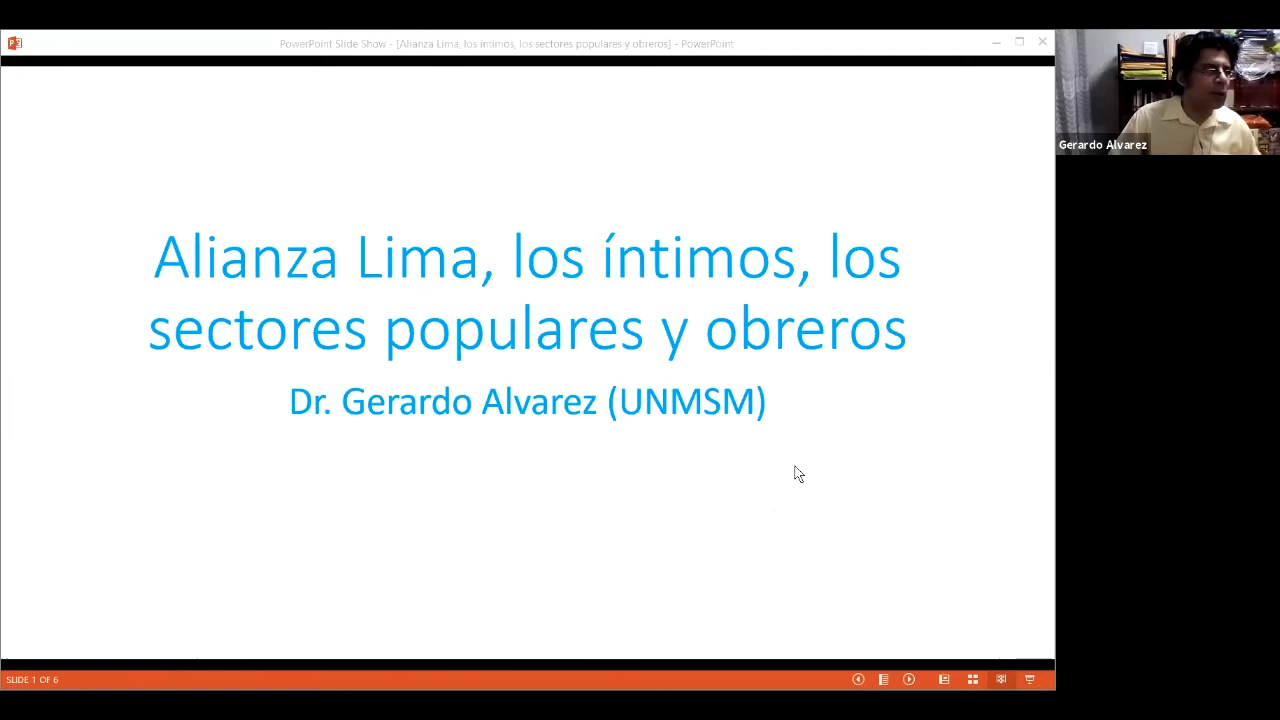 PowerPoint Slide Show - [Alianza Lima, los íntimos, los sectores populares y obreros] - PowerPoint
Gerardo Alvarez
Alianza Lima, los íntimos, los
sectores populares y obreros
Dr. Gerardo Alvarez (UNMSM)
SLIDE 1 OF 6